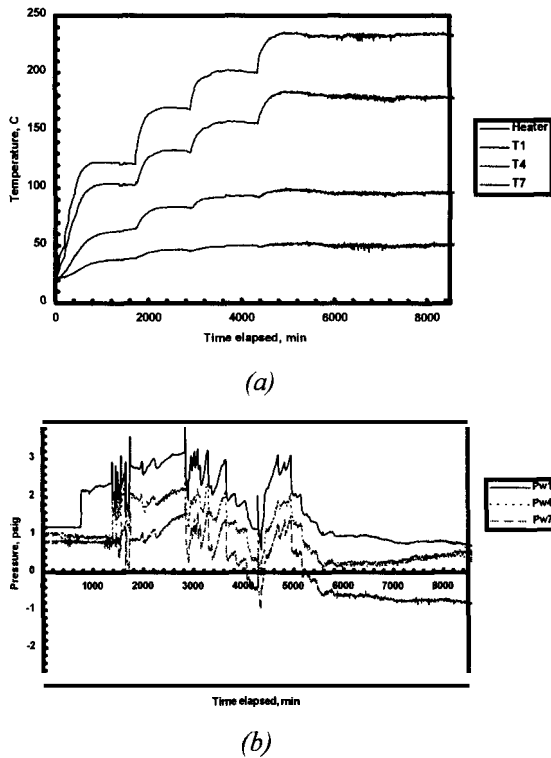 250
200
150
100
50
0
Temperature, C
0 2000 4000 6000 8000
Time elapsed, min
Heater
T1
T4
T7
(a)
3
2
1
0
-1
-2
Pressure, psig
1000 2000 3000 4000 5000 6000 7000 8000
Pw1
Pw4
Pw7
Time elapsed, min
(b)